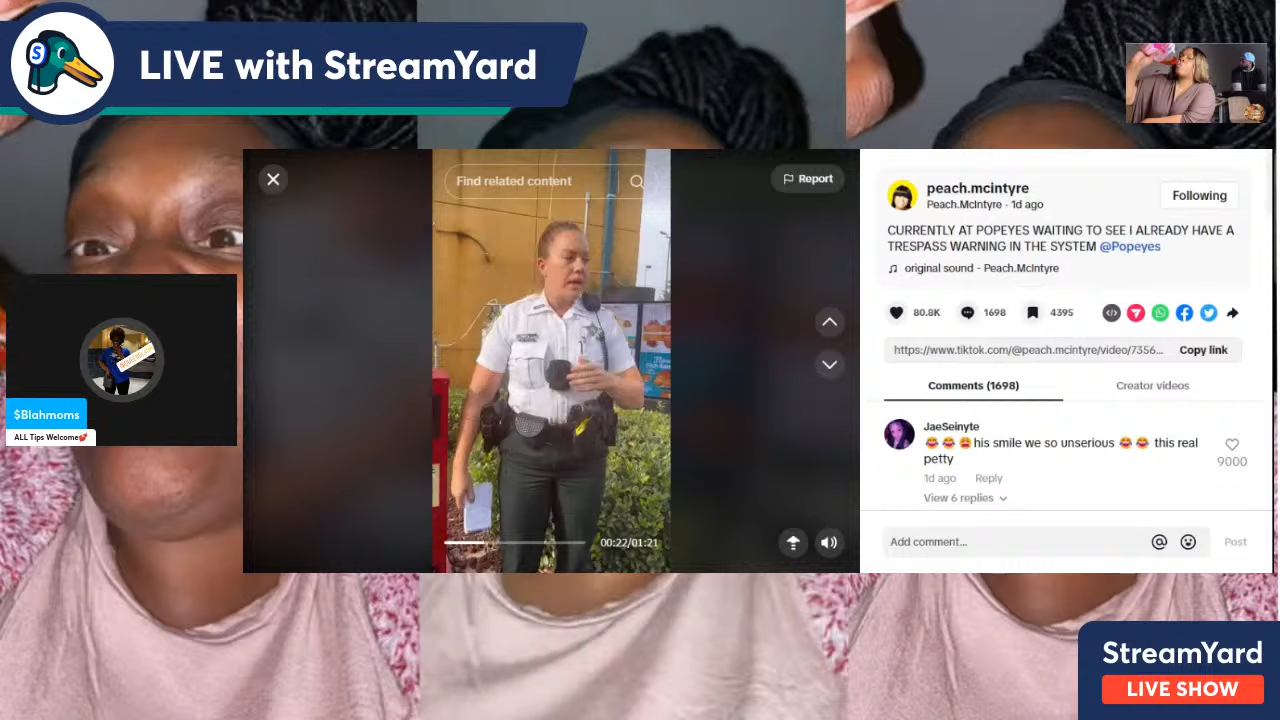 S
LIVE with StreamYard
Find related content
Report
peach.mcintyre
Peach.McIntyre · 1d ago
Following
CURRENTLY AT POPEYES WAITING TO SEE I ALREADY HAVE A
TRESPASS WARNING IN THE SYSTEM @Popeyes
original sound - Peach.McIntyre
80.8K
1698
4395
https://www.tiktok.com/@peach.mcintyre/video/7356...
Copy link
Comments (1698)
Creator videos
JaeSeinyte
😂 😂 😩 his smile we so unserious 😂 😂 this real
petty
9000
1d ago
Reply
View 6 replies
00:22/01:21
Add comment...
Post
$Blahmoms
ALL Tips Welcome💕
StreamYard
LIVE SHOW